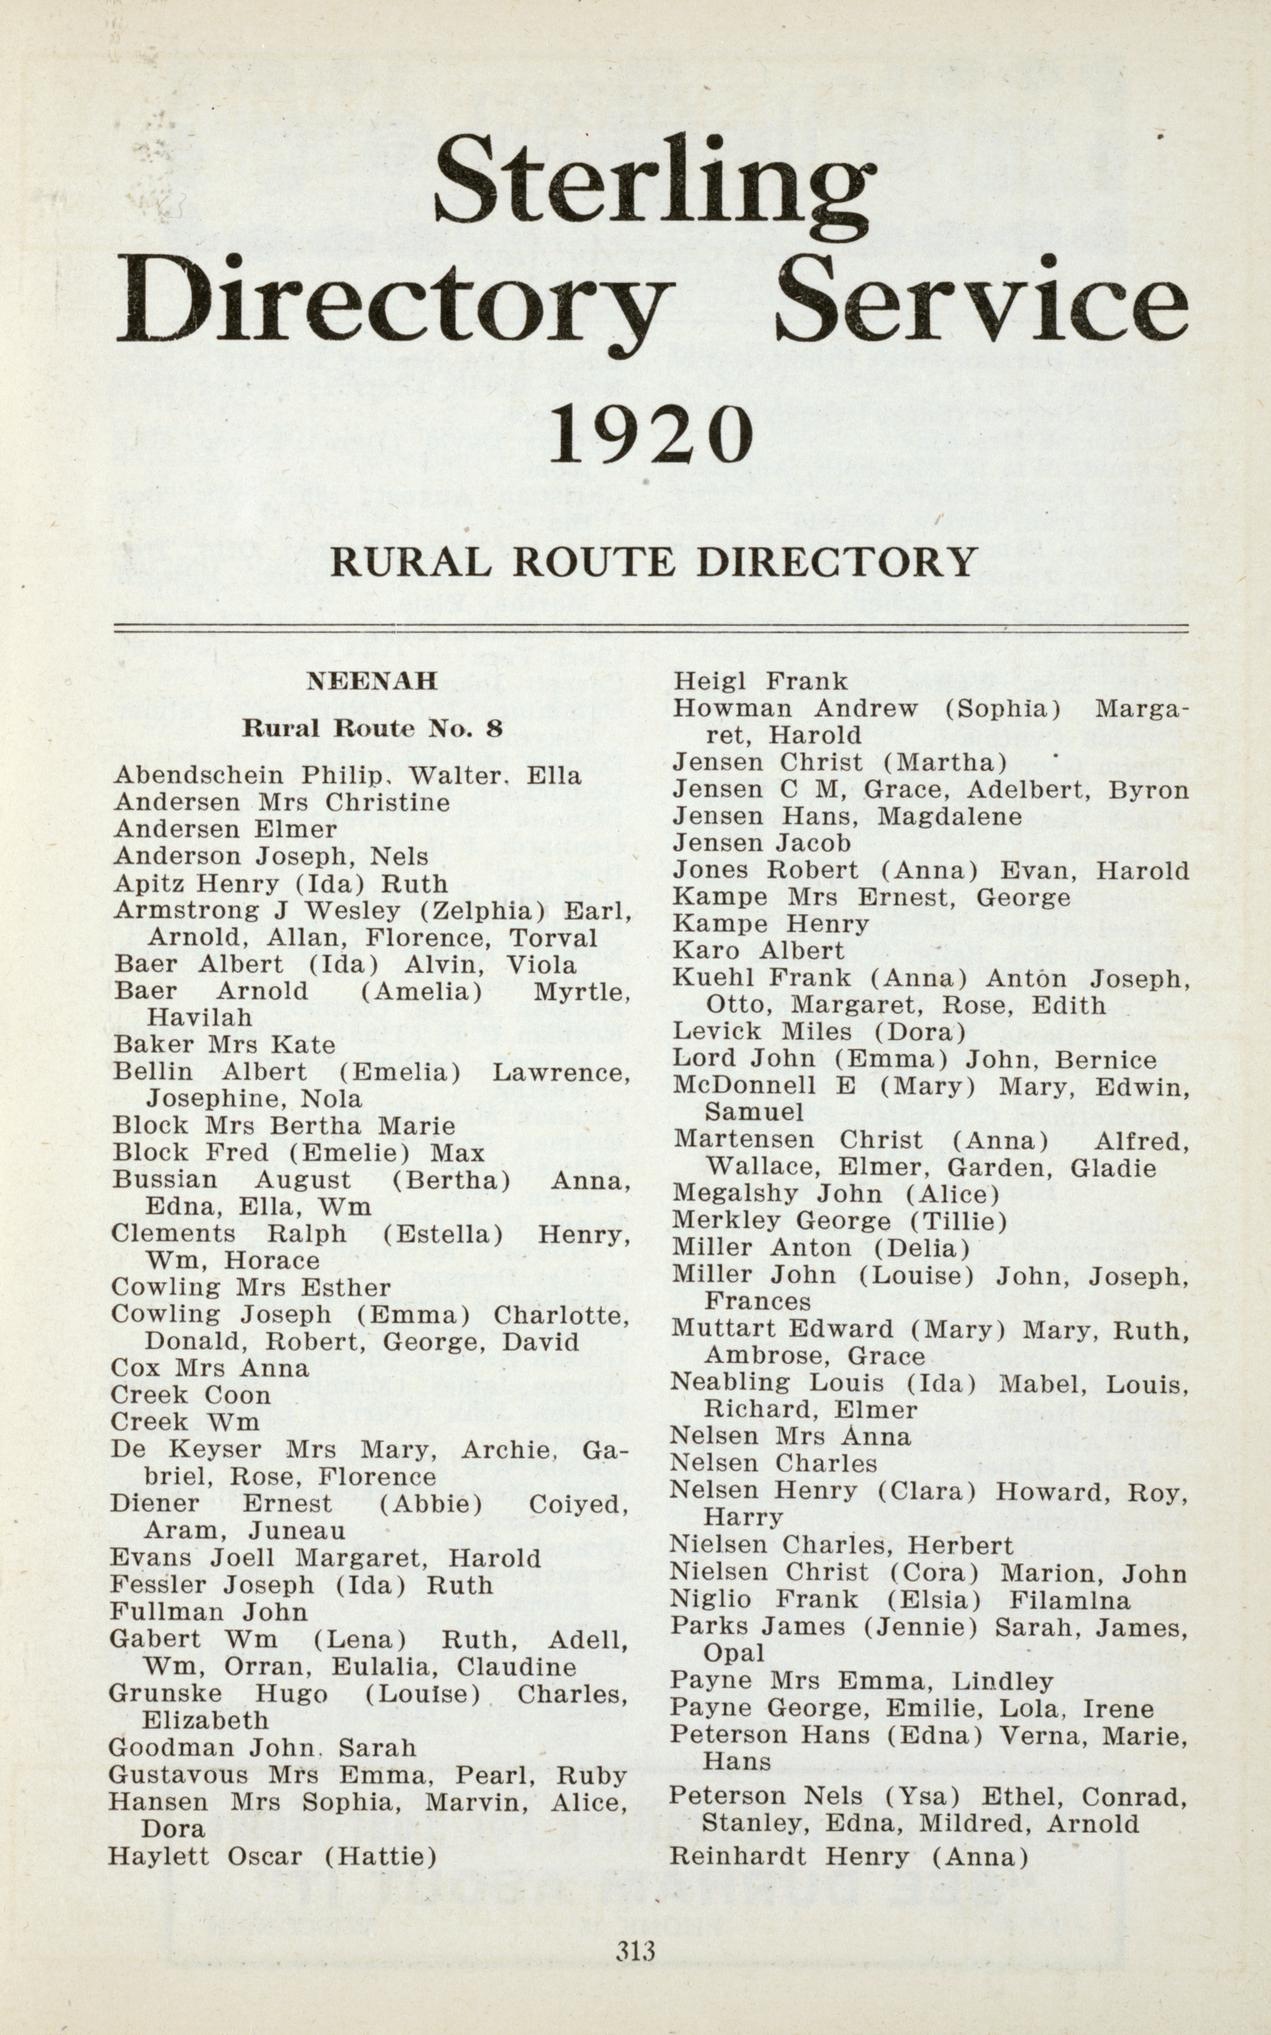 Sterling
Directory Service
1920
RURAL ROUTE DIRECTORY
NEENAH
Rural Route No. 8
Abendschein Philip. Walter. Ella
Andersen Mrs Christine
Andersen Elmer
Anderson Joseph, Nels
Apitz Henry (Ida) Ruth
Armstrong J Wesley (Zelphia) Earl,
Arnold, Allan, Florence, Torval
Baer Albert (Ida) Alvin, Viola
Baer Arnold (Amelia) Myrtle,
Havilah
Baker Mrs Kate
Bellin Albert (Emelia) Lawrence,
Josephine, Nola
Block Mrs Bertha Marie
Block Fred (Emelie) Max
Bussian August (Bertha) Anna,
Edna, Ella, Wm
Clements Ralph (Estella) Henry,
Wm, Horace
Cowling Mrs Esther
Cowling Joseph (Emma) Charlotte,
Donald, Robert, George, David
Cox Mrs Anna
Creek Coon
Creek Wm
De Keyser Mrs Mary, Archie, Ga-
briel, Rose, Florence
Diener Ernest (Abbie) Coiyed,
Aram, Juneau
Evans Joell Margaret, Harold
Fessler Joseph (Ida) Ruth
Fullman John
Gabert Wm (Lena) Ruth, Adell,
Wm, Orran, Eulalia, Claudine
Grunske Hugo (Louise) Charles,
Elizabeth
Goodman John. Sarah
Gustavous Mrs Emma, Pearl, Ruby
Hansen Mrs Sophia, Marvin, Alice,
Dora
Haylett Oscar (Hattie)
Heigl Frank
Howman Andrew (Sophia) Marga-
ret, Harold
Jensen Christ (Martha)
Jensen C M, Grace, Adelbert, Byron
Jensen Hans, Magdalene
Jensen Jacob
Jones Robert (Anna) Evan, Harold
Kampe Mrs Ernest, George
Kampe Henry
Karo Albert
Kuehl Frank (Anna) Anton Joseph,
Otto, Margaret, Rose, Edith
Levick Miles (Dora)
Lord John (Emma) John, Bernice
McDonnell E (Mary) Mary, Edwin,
Samuel
Martensen Christ (Anna) Alfred,
Wallace, Elmer, Garden, Gladie
Megalshy John (Alice)
Merkley George (Tillie)
Miller Anton (Delia)
Miller John (Louise) John, Joseph,
Frances
Muttart Edward (Mary) Mary, Ruth,
Ambrose, Grace
Neabling Louis (Ida) Mabel, Louis,
Richard, Elmer
Nelsen Mrs Anna
Nelsen Charles
Nelsen Henry (Clara) Howard, Roy,
Harry
Nielsen Charles, Herbert
Nielsen Christ (Cora) Marion, John
Niglio Frank (Elsia) Filamlna
Parks James (Jennie) Sarah, James,
Opal
Payne Mrs Emma, Lindley
Payne George, Emilie, Lola, Irene
Peterson Hans (Edna) Verna, Marie,
Hans
Peterson Nels (Ysa) Ethel, Conrad,
Stanley, Edna, Mildred, Arnold
Reinhardt Henry (Anna)
313